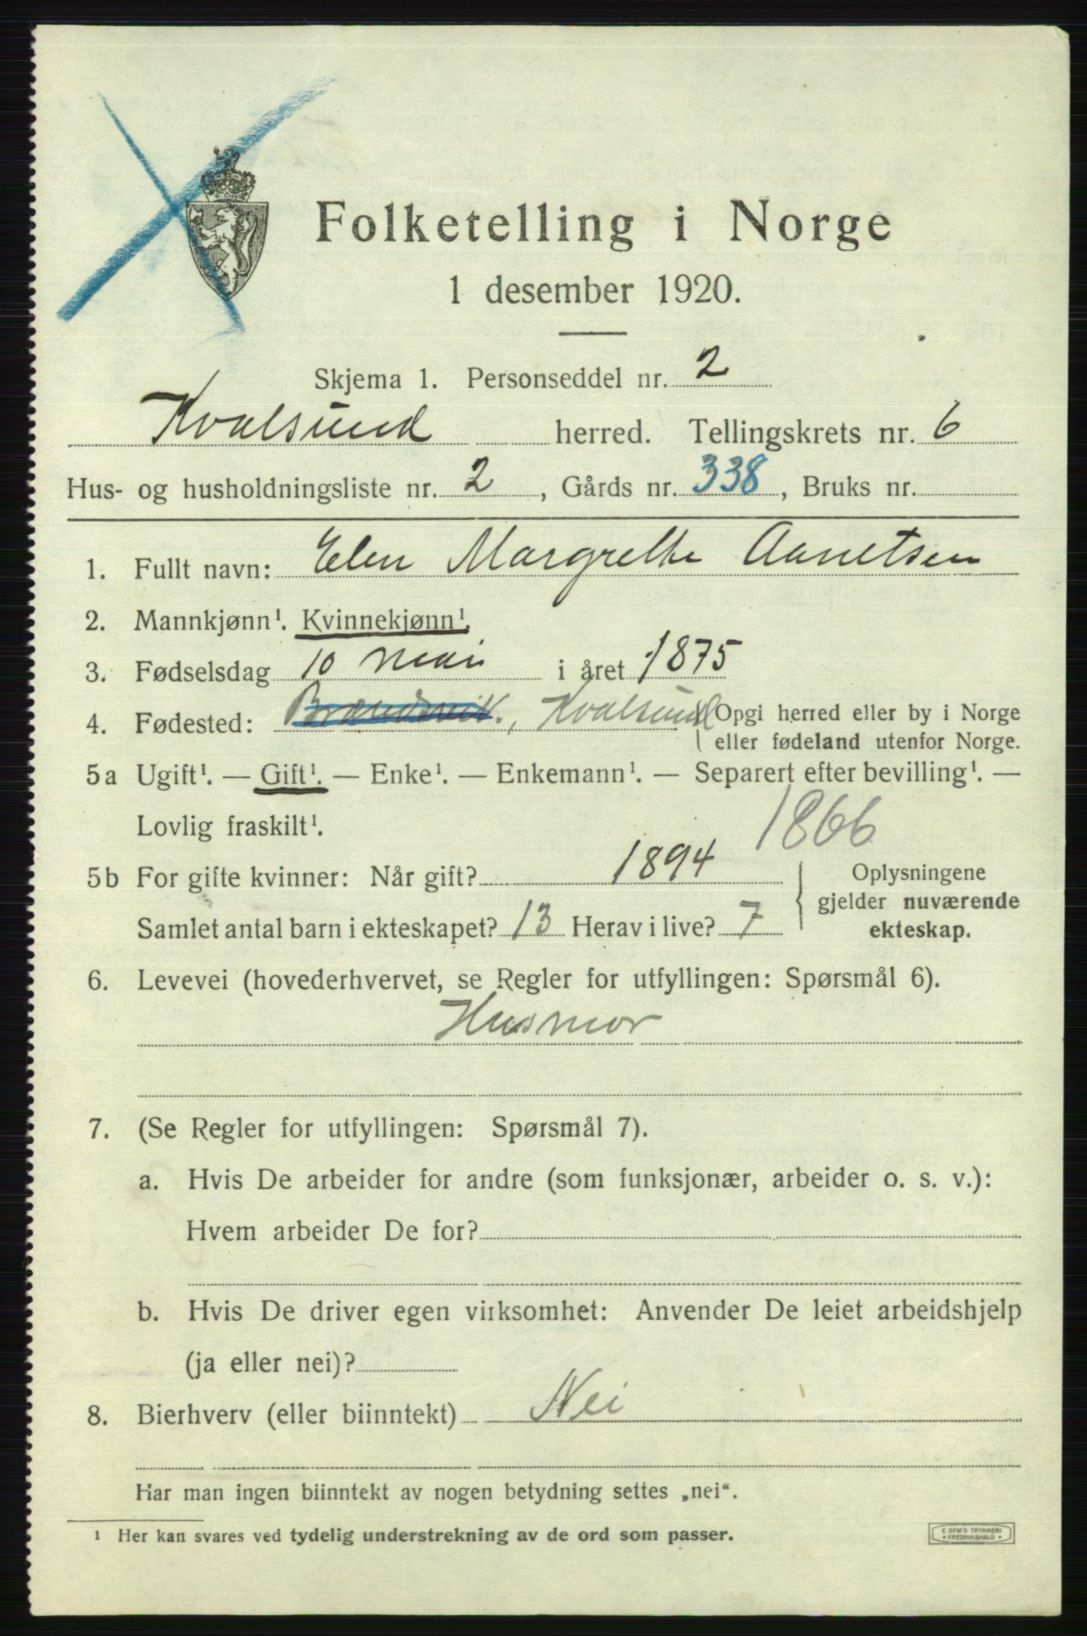 Folketelling i Norge
1 desember 1920.
Skjema 1. Personseddel nr. 2
Kvalsund herred. Tellingskrets nr. 6
Hus- og husholdningsliste nr. 2, Gårds nr. 338, Bruks nr.
1. Fullt navn: Elen Margrethe Aanetsen
2. Mannkjønn¹. Kvinnekjønn¹.
3. Fødselsdag 10 mai i året 1875
4. Fødested: Brændsvik., Kvalsund Opgi herred eller by i Norge
eller fødeland utenfor Norge.
5a Ugift¹. — Gift¹. — Enke¹. — Enkemann¹. — Separert efter bevilling¹. —
Lovlig fraskilt¹. 1866
5b For gifte kvinner: Når gift? 1894 Oplysningene
gjelder nuværende
Samlet antal barn i ekteskapet? 13 Herav i live? 7 ekteskap.
6. Levevei (hovederhvervet, se Regler for utfyllingen: Spørsmål 6).
Husmor
7. (Se Regler for utfyllingen: Spørsmål 7).
a. Hvis De arbeider for andre (som funksjonær, arbeider o. s. v.):
Hvem arbeider De for?
b. Hvis De driver egen virksomhet: Anvender De leiet arbeidshjelp
(ja eller nei)?
8. Bierhverv (eller biinntekt) Nei
Har man ingen biinntekt av nogen betydning settes „nei“.
¹ Her kan svares ved tydelig understrekning av de ord som passer.
E. SEM'S TRYKKERI
FREDRIKSHALD